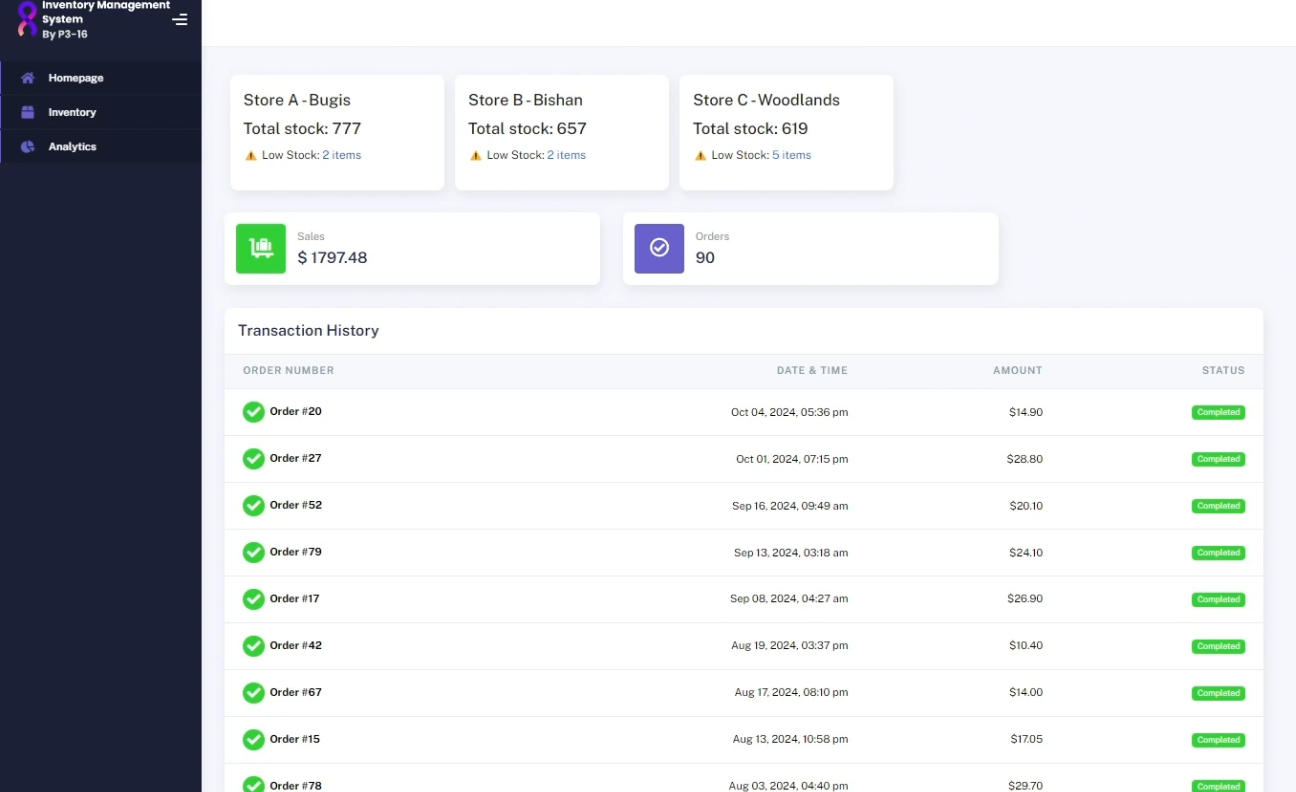 Inventory Management
System
By P3-16
Homepage
Inventory
Analytics
Store A - Bugis
Total stock: 777
Low Stock: 2 items
Store B - Bishan
Total stock: 657
Low Stock: 2 items
Store C - Woodlands
Total stock: 619
Low Stock: 5 items
Sales
$ 1797.48
Orders
90
Transaction History
ORDER NUMBER DATE & TIME AMOUNT STATUS
Order #20 Oct 04, 2024, 05:36 pm $14.90 Completed
Order #27 Oct 01, 2024, 07:15 pm $28.80 Completed
Order #52 Sep 16, 2024, 09:49 am $20.10 Completed
Order #79 Sep 13, 2024, 03:18 am $24.10 Completed
Order #17 Sep 08, 2024, 04:27 am $26.90 Completed
Order #42 Aug 19, 2024, 03:37 pm $10.40 Completed
Order #67 Aug 17, 2024, 08:10 pm $14.00 Completed
Order #15 Aug 13, 2024, 10:58 pm $17.05 Completed
Order #78 Aug 03, 2024, 04:40 pm $29.70 Completed